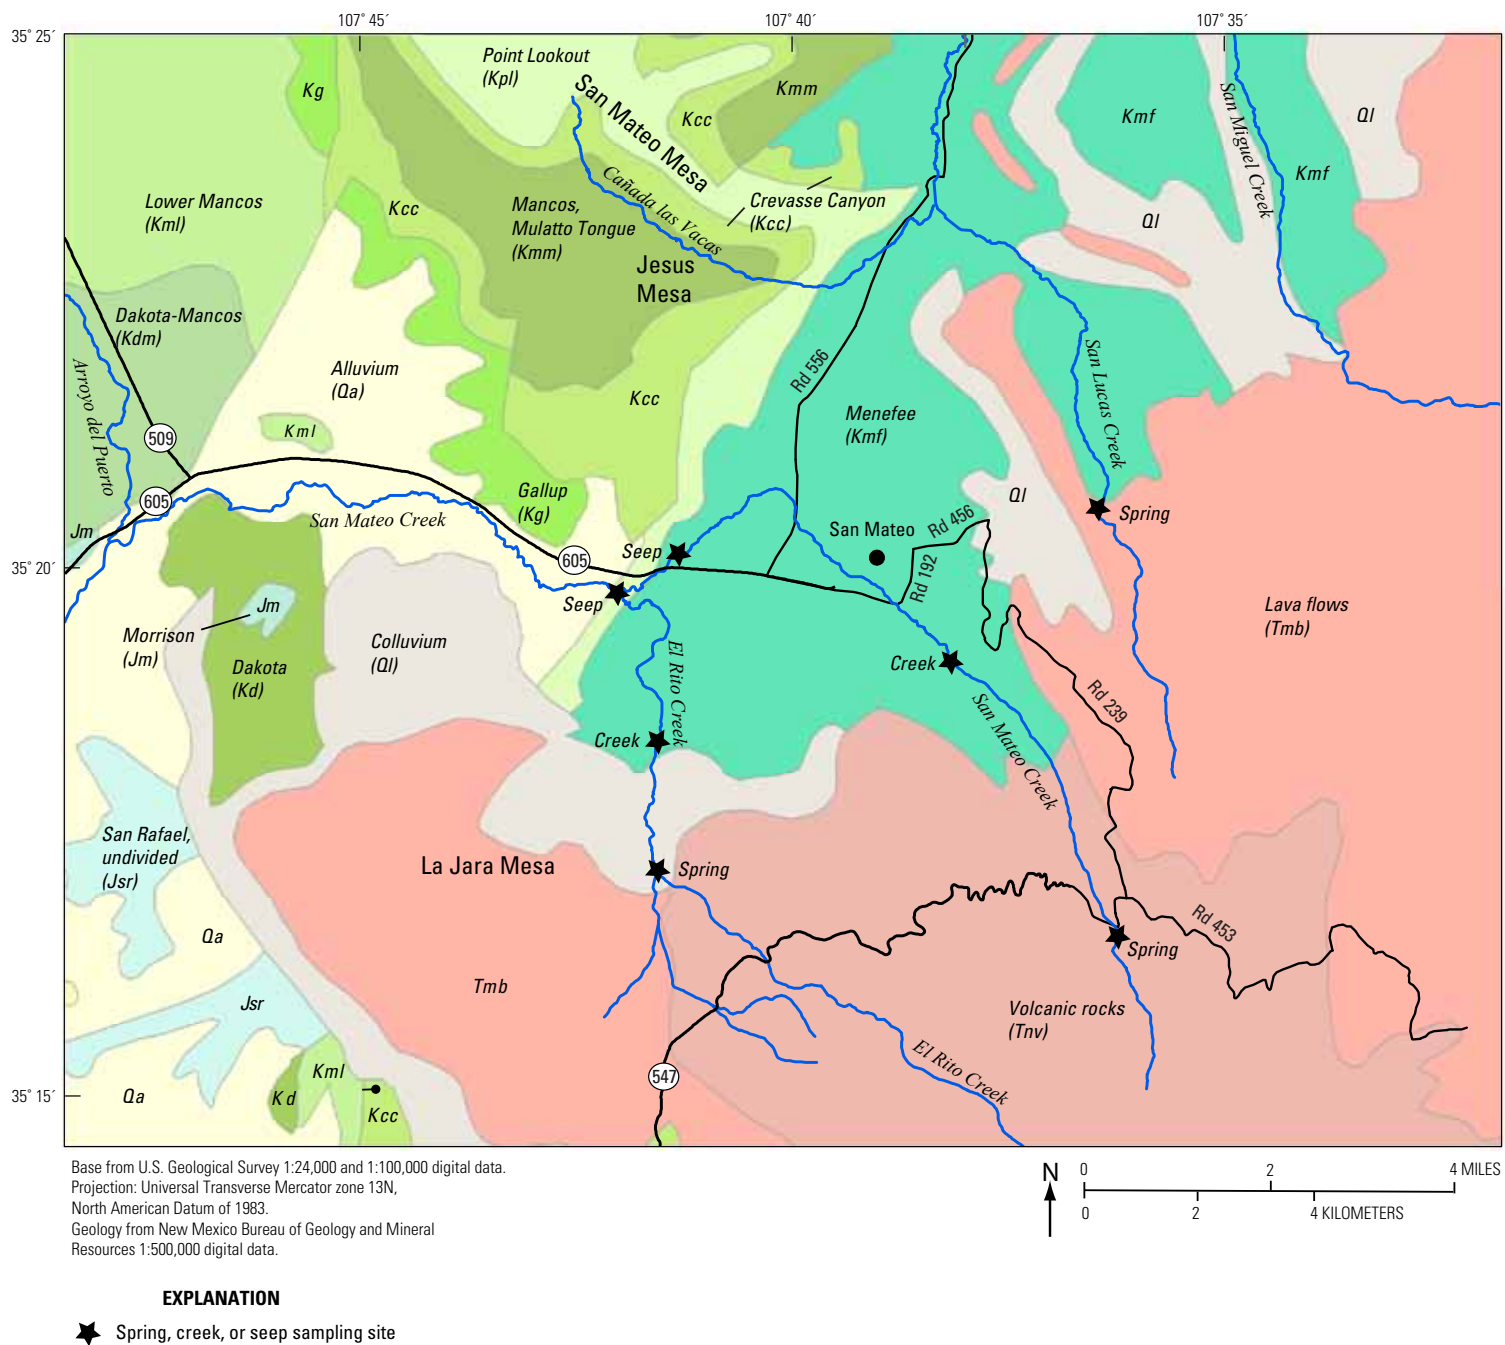 107° 45´
107° 40´
107° 35´
35° 25´
Point Lookout
(Kpl)
Kg
San Mateo Mesa
Kmm
Kcc
Kmf
Ql
San Miguel Creek
Kmf
Lower Mancos
(Kml)
Kcc
Mancos,
Mulatto Tongue
(Kmm)
Cañada las Vacas
Crevasse Canyon
(Kcc)
Ql
Jesus
Mesa
Dakota-Mancos
(Kdm)
Arroyo del Puerto
Alluvium
(Qa)
Rd 556
San Lucas Creek
Kcc
Menefee
(Kmf)
Kml
509
605
Gallup
(Kg)
Ql
Spring
San Mateo Creek
San Mateo
Rd 456
Jm
Seep
605
Rd 192
35° 20´
Seep
Jm
Lava flows
(Tmb)
Morrison
(Jm)
Colluvium
(Ql)
El Rito Creek
Creek
Dakota
(Kd)
Rd 239
San Mateo Creek
Creek
San Rafael,
undivided
(Jsr)
La Jara Mesa
Spring
Rd 453
Qa
Spring
Tmb
Jsr
Volcanic rocks
(Tnv)
El Rito Creek
Kml
547
35° 15´
Qa
Kd
Kcc
Base from U.S. Geological Survey 1:24,000 and 1:100,000 digital data.
Projection: Universal Transverse Mercator zone 13N,
North American Datum of 1983.
Geology from New Mexico Bureau of Geology and Mineral
Resources 1:500,000 digital data.
N
0 2 4 MILES
0 2 4 KILOMETERS
EXPLANATION
Spring, creek, or seep sampling site